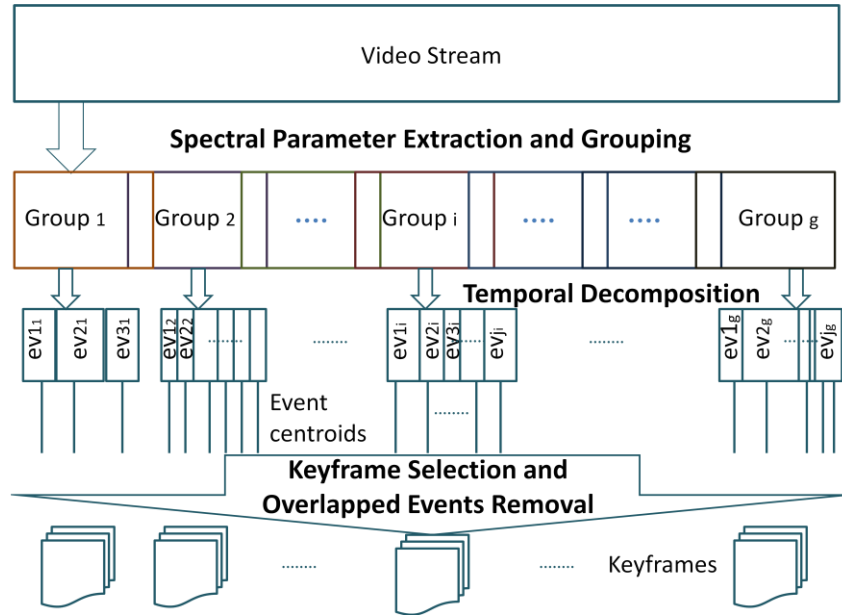 Video Stream
Spectral Parameter Extraction and Grouping
Group 1 Group 2 .... Group i .... .... Group g
Temporal Decomposition
ev1₁ ev2₁ ev3₁ ev1₂ ev2₂ ........ ........ ev1ᵢ ev2ᵢ ev3ᵢ ........ evjᵢ ........ ev1g ev2g ........ evjg
Event
centroids
........
Keyframe Selection and
Overlapped Events Removal
........ ........ Keyframes